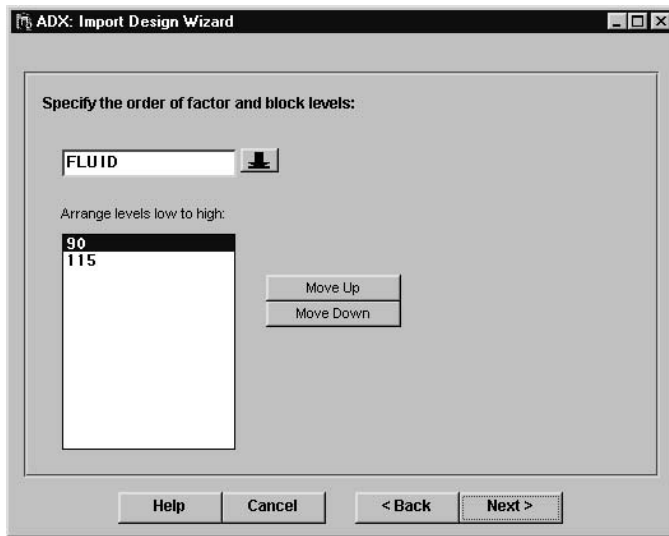 ADX: Import Design Wizard
Specify the order of factor and block levels:
FLUID
Arrange levels low to high:
90
115
Move Up
Move Down
Help
Cancel
< Back
Next >